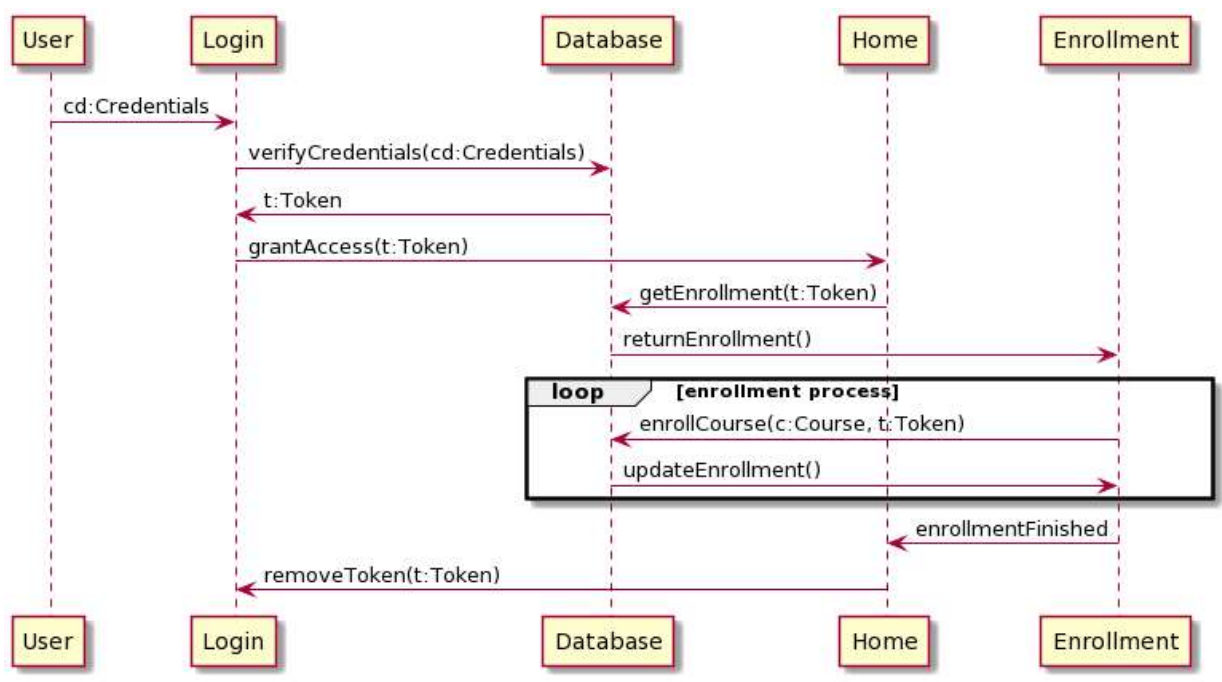 User Login Database Home Enrollment
cd:Credentials
verifyCredentials(cd:Credentials)
t:Token
grantAccess(t:Token)
getEnrollment(t:Token)
returnEnrollment()
loop [enrollment process]
enrollCourse(c:Course, t:Token)
updateEnrollment()
enrollmentFinished
removeToken(t:Token)
User Login Database Home Enrollment